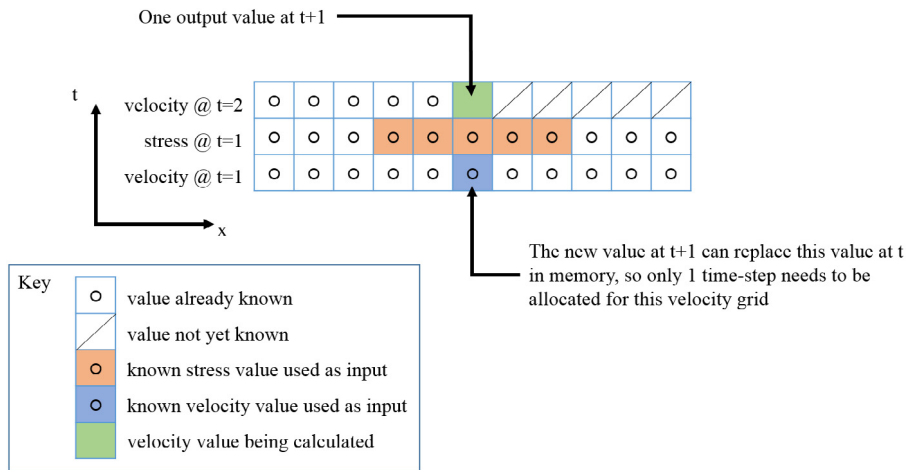 One output value at t+1
t
velocity @ t=2
stress @ t=1
velocity @ t=1
x
The new value at t+1 can replace this value at t
in memory, so only 1 time-step needs to be
allocated for this velocity grid
Key
value already known
value not yet known
known stress value used as input
known velocity value used as input
velocity value being calculated